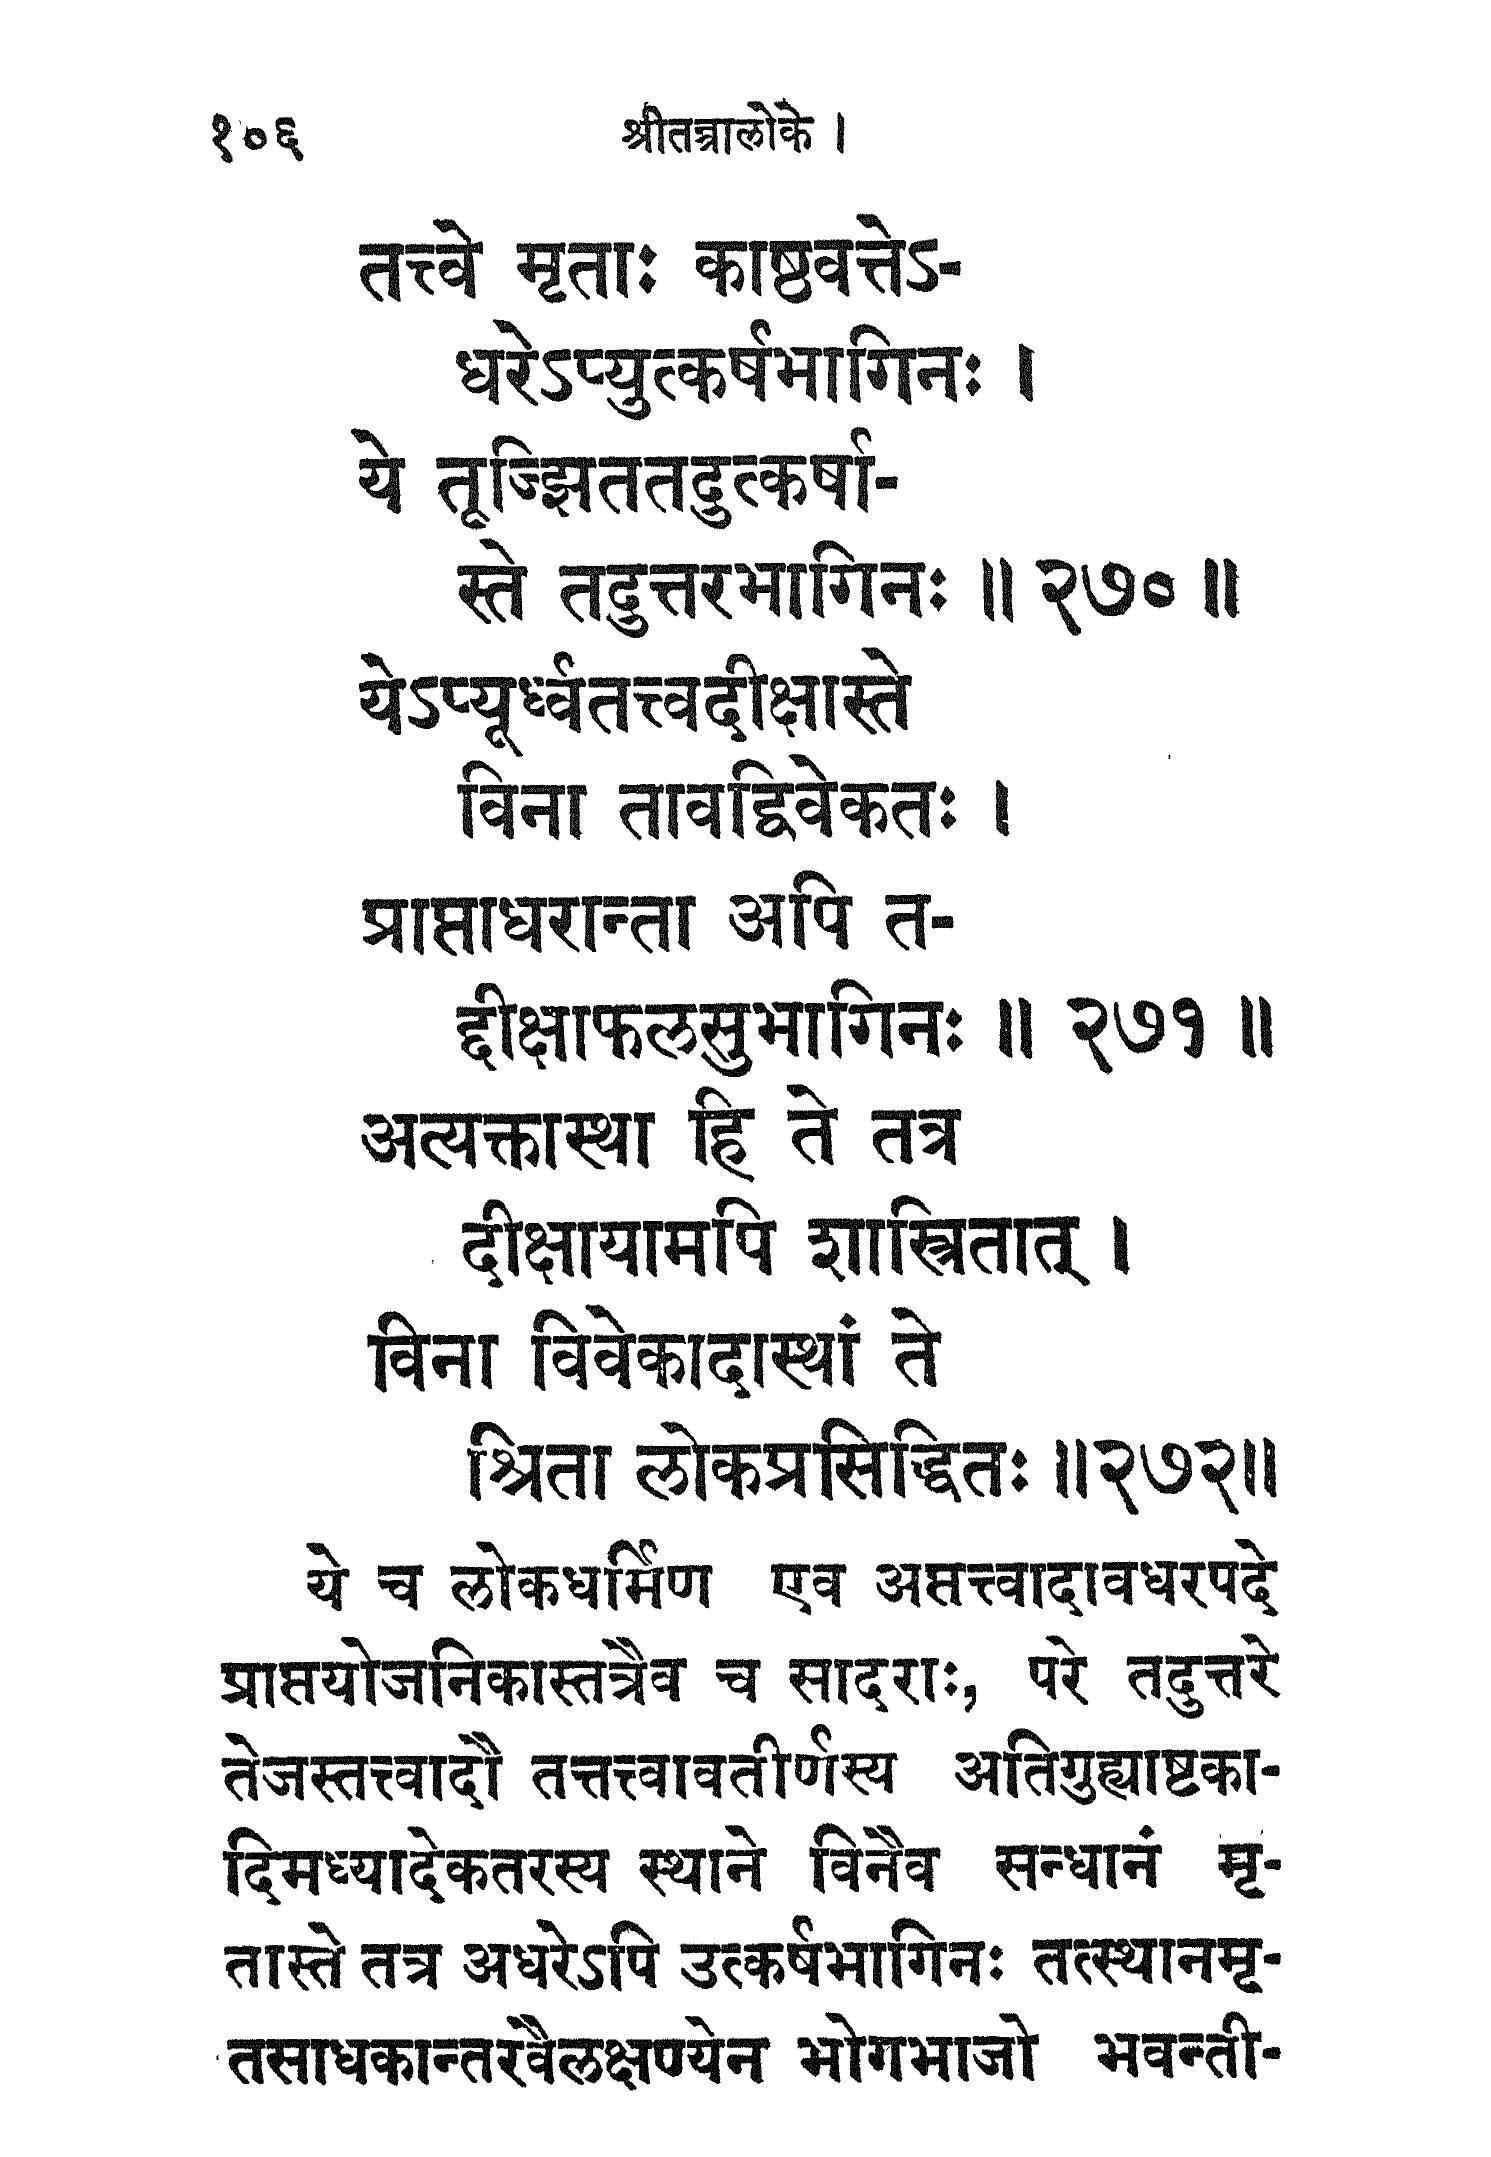 १०६ श्रीतन्त्रालोके ।
तत्त्वे मृताः काष्ठवत्तेऽ-
धरेऽप्युत्कर्षभागिनः ।
ये तूज्झिततदुत्कर्षा-
स्ते तदुत्तरभागिनः ॥ २७० ॥
येऽप्यूर्ध्वतत्त्वदीक्षास्ते
विना तावद्विवेकतः ।
प्राप्ताधरान्ता अपि त-
द्दीक्षाफलसुभागिनः ॥ २७१ ॥
अत्यक्तास्था हि ते तत्र
दीक्षायामपि शास्त्रितात् ।
विना विवेकादास्थां ते
श्रिता लोकप्रसिद्धितः ॥२७२॥
ये च लोकधर्मिण एव अप्तत्त्वादावधरपदे
प्राप्तयोजनिकास्तत्रैव च सादराः, परे तदुत्तरे
तेजस्तत्त्वादौ तत्तत्त्वावतीर्णस्य अतिगुह्याष्टका-
दिमध्यादेकतरस्य स्थाने विनैव सन्धानं मृ-
तास्ते तत्र अधरेऽपि उत्कर्षभागिनः तत्स्थानमृ-
तसाधकान्तरवैलक्षण्येन भोगभाजो भवन्ती-